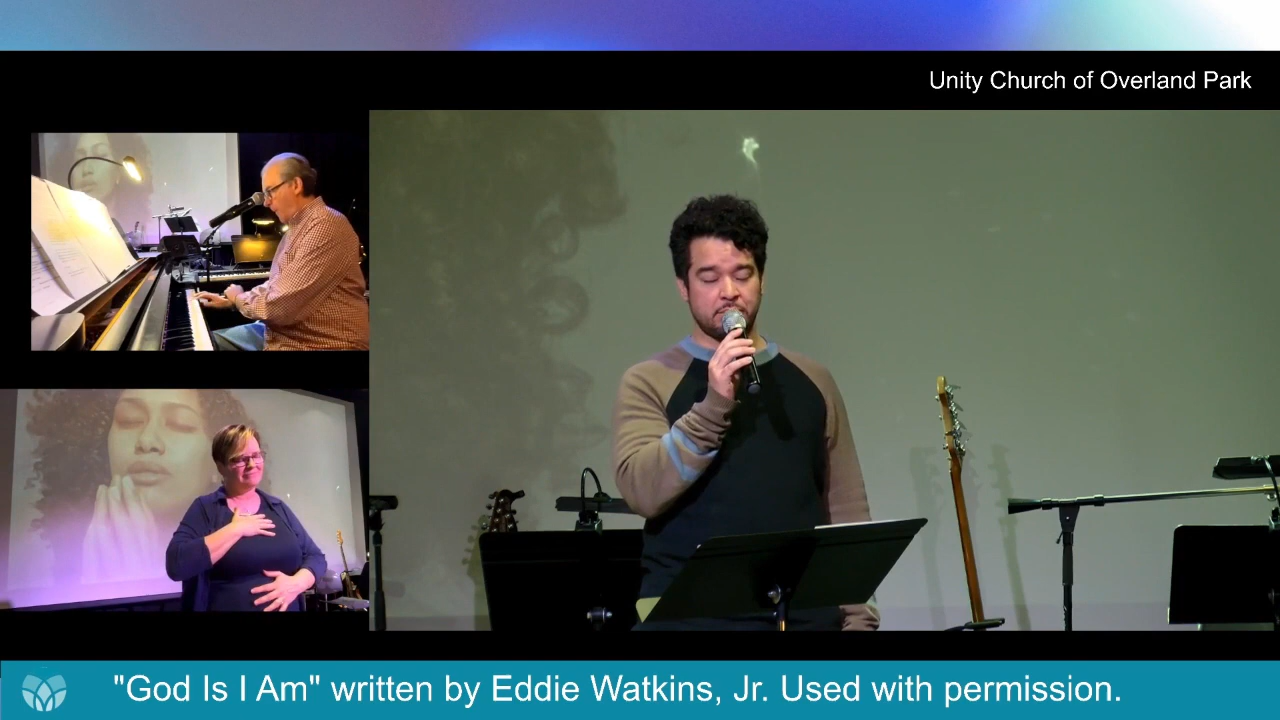 Unity Church of Overland Park
"God Is I Am" written by Eddie Watkins, Jr. Used with permission.